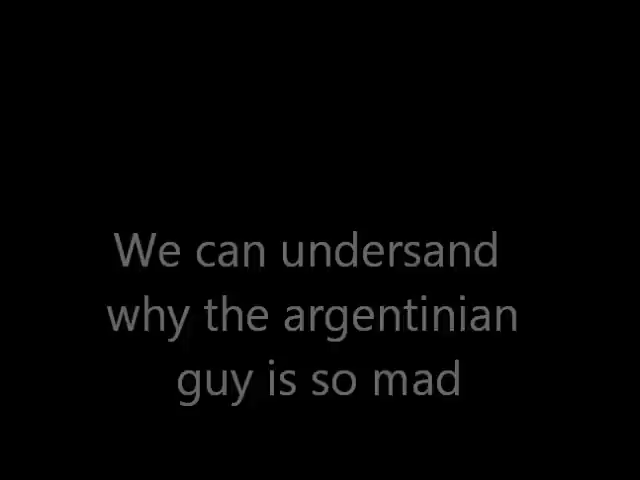 We can undersand
why the argentinian
guy is so mad